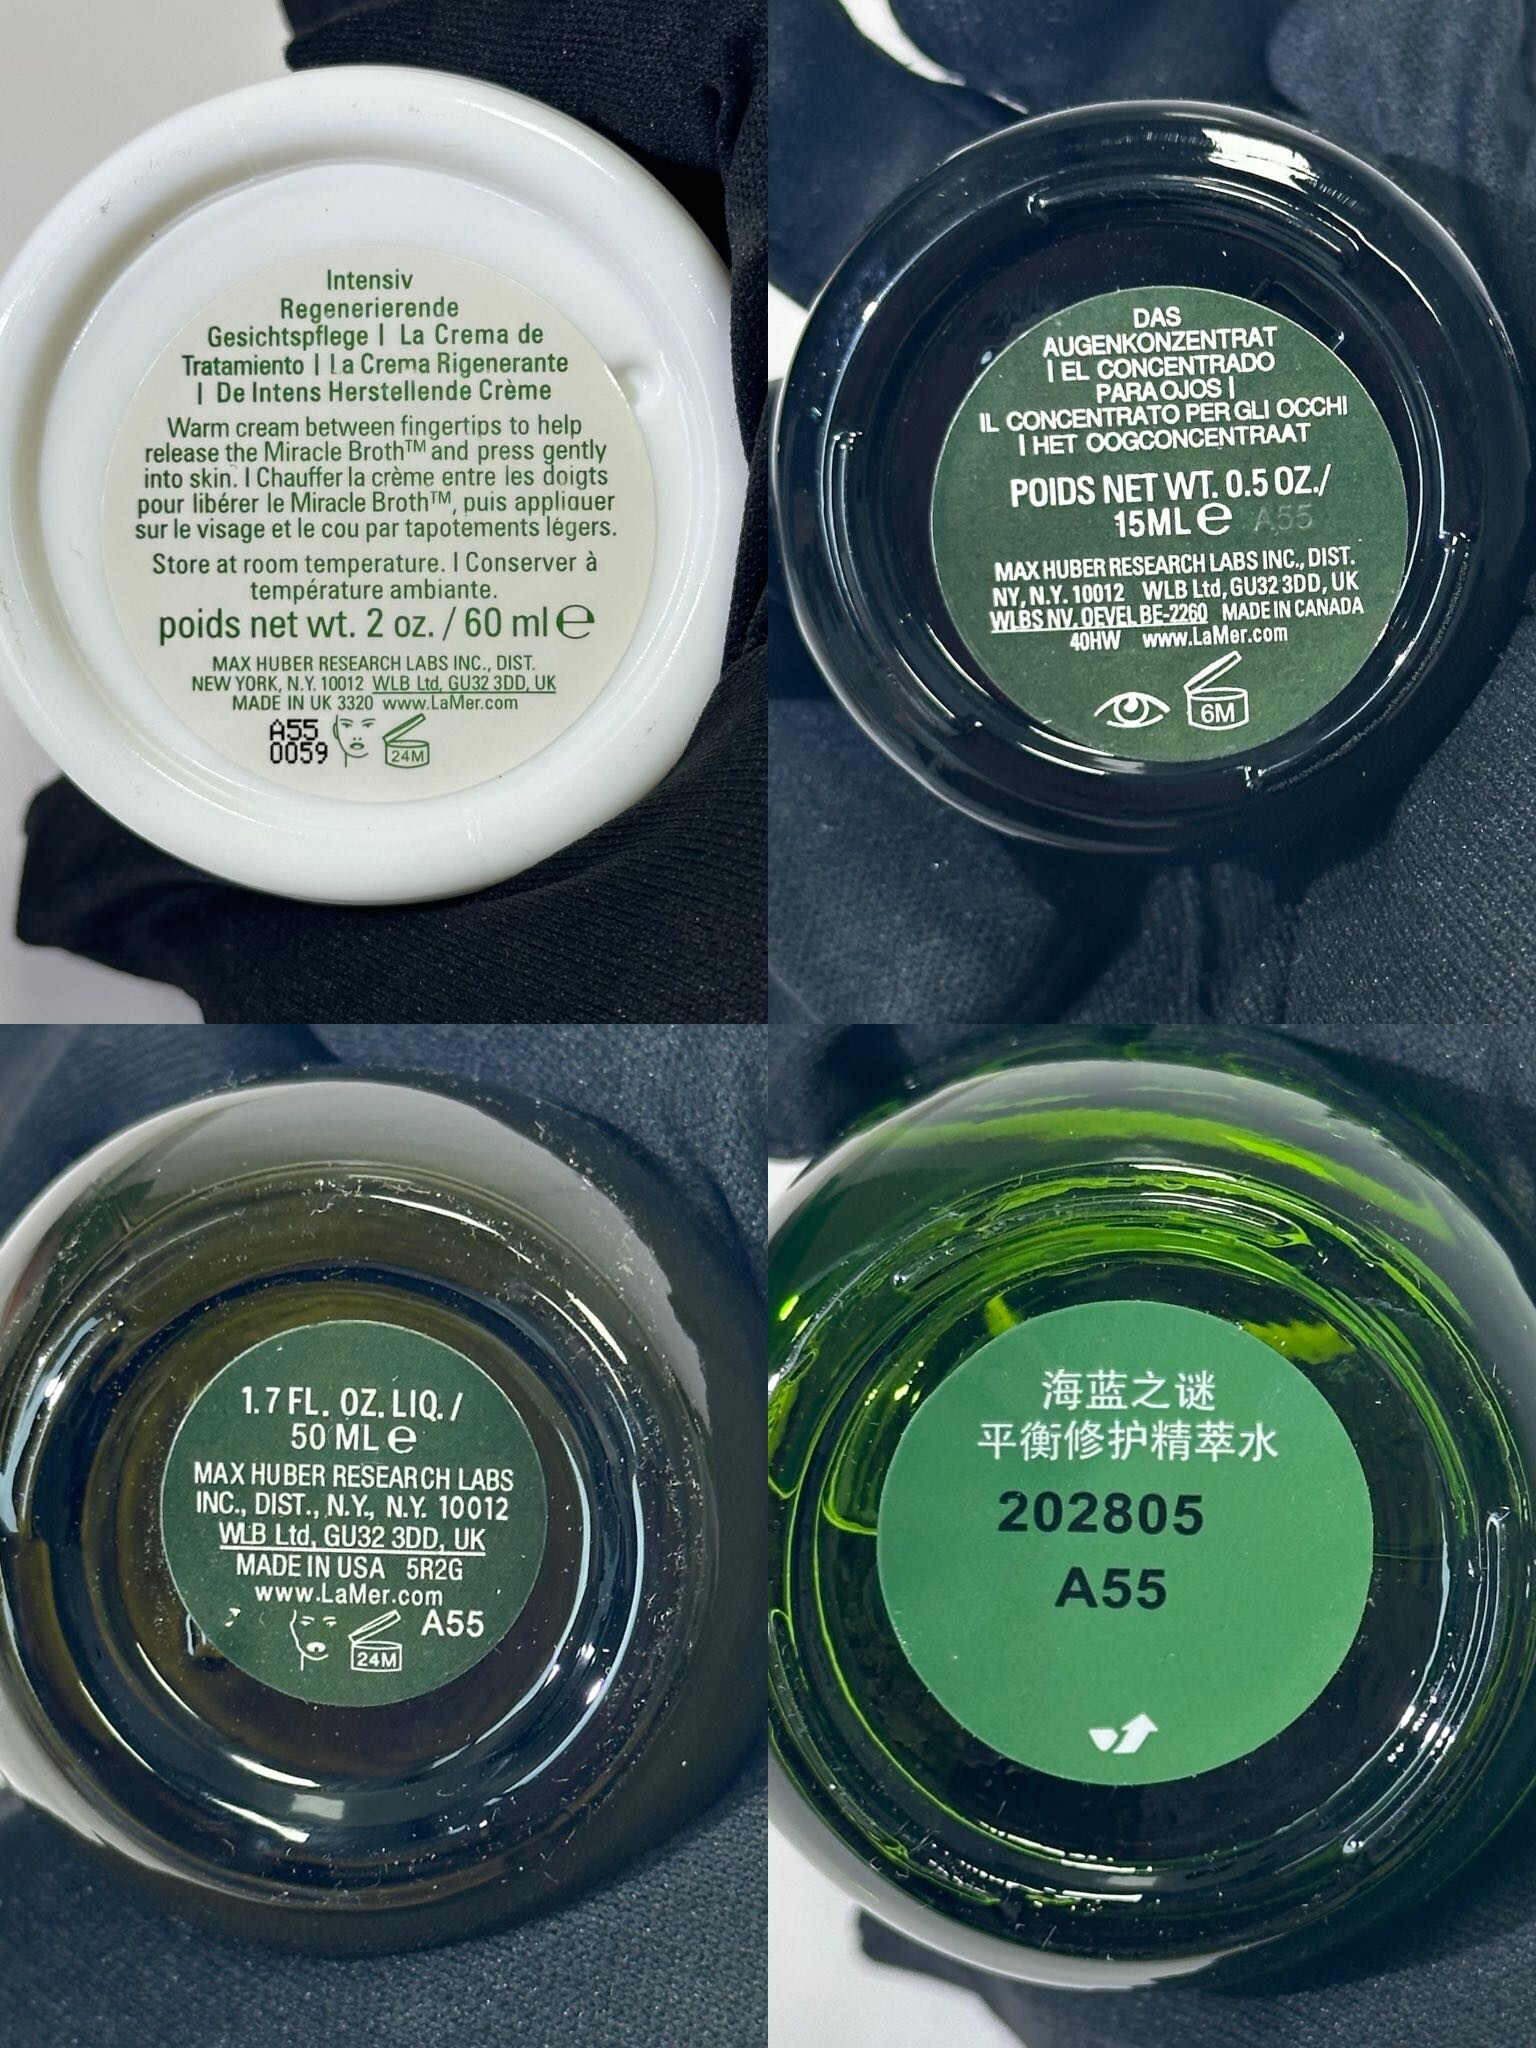 Intensiv
Regenerierende
Gesichtspflege | La Crema de
Tratamiento | La Crema Rigenerante
| De Intens Herstellende Crème
Warm cream between fingertips to help
release the Miracle Broth™ and press gently
into skin. | Chauffer la crème entre les doigts
pour libérer le Miracle Broth™, puis appliquer
sur le visage et le cou par tapotements légers.
Store at room temperature. | Conserver à
température ambiante.
poids net wt. 2 oz. / 60 ml ℮
MAX HUBER RESEARCH LABS INC., DIST.
NEW YORK, N.Y. 10012 WLB Ltd, GU32 3DD, UK
MADE IN UK 3320 www.LaMer.com
A55
0059
24M
DAS
AUGENKONZENTRAT
| EL CONCENTRADO
PARA OJOS |
IL CONCENTRATO PER GLI OCCHI
| HET OOGCONCENTRAAT
POIDS NET WT. 0.5 OZ./
15ML ℮ A55
MAX HUBER RESEARCH LABS INC., DIST.
NY, N.Y. 10012 WLB Ltd, GU32 3DD, UK
WLBS NV. OEVEL BE-2260 MADE IN CANADA
40HW www.LaMer.com
6M
1.7 FL. OZ. LIQ. /
50 ML ℮
MAX HUBER RESEARCH LABS
INC., DIST., N.Y., N.Y. 10012
WLB Ltd, GU32 3DD, UK
MADE IN USA 5R2G
www.LaMer.com
A55
24M
海蓝之谜
平衡修护精萃水
202805
A55